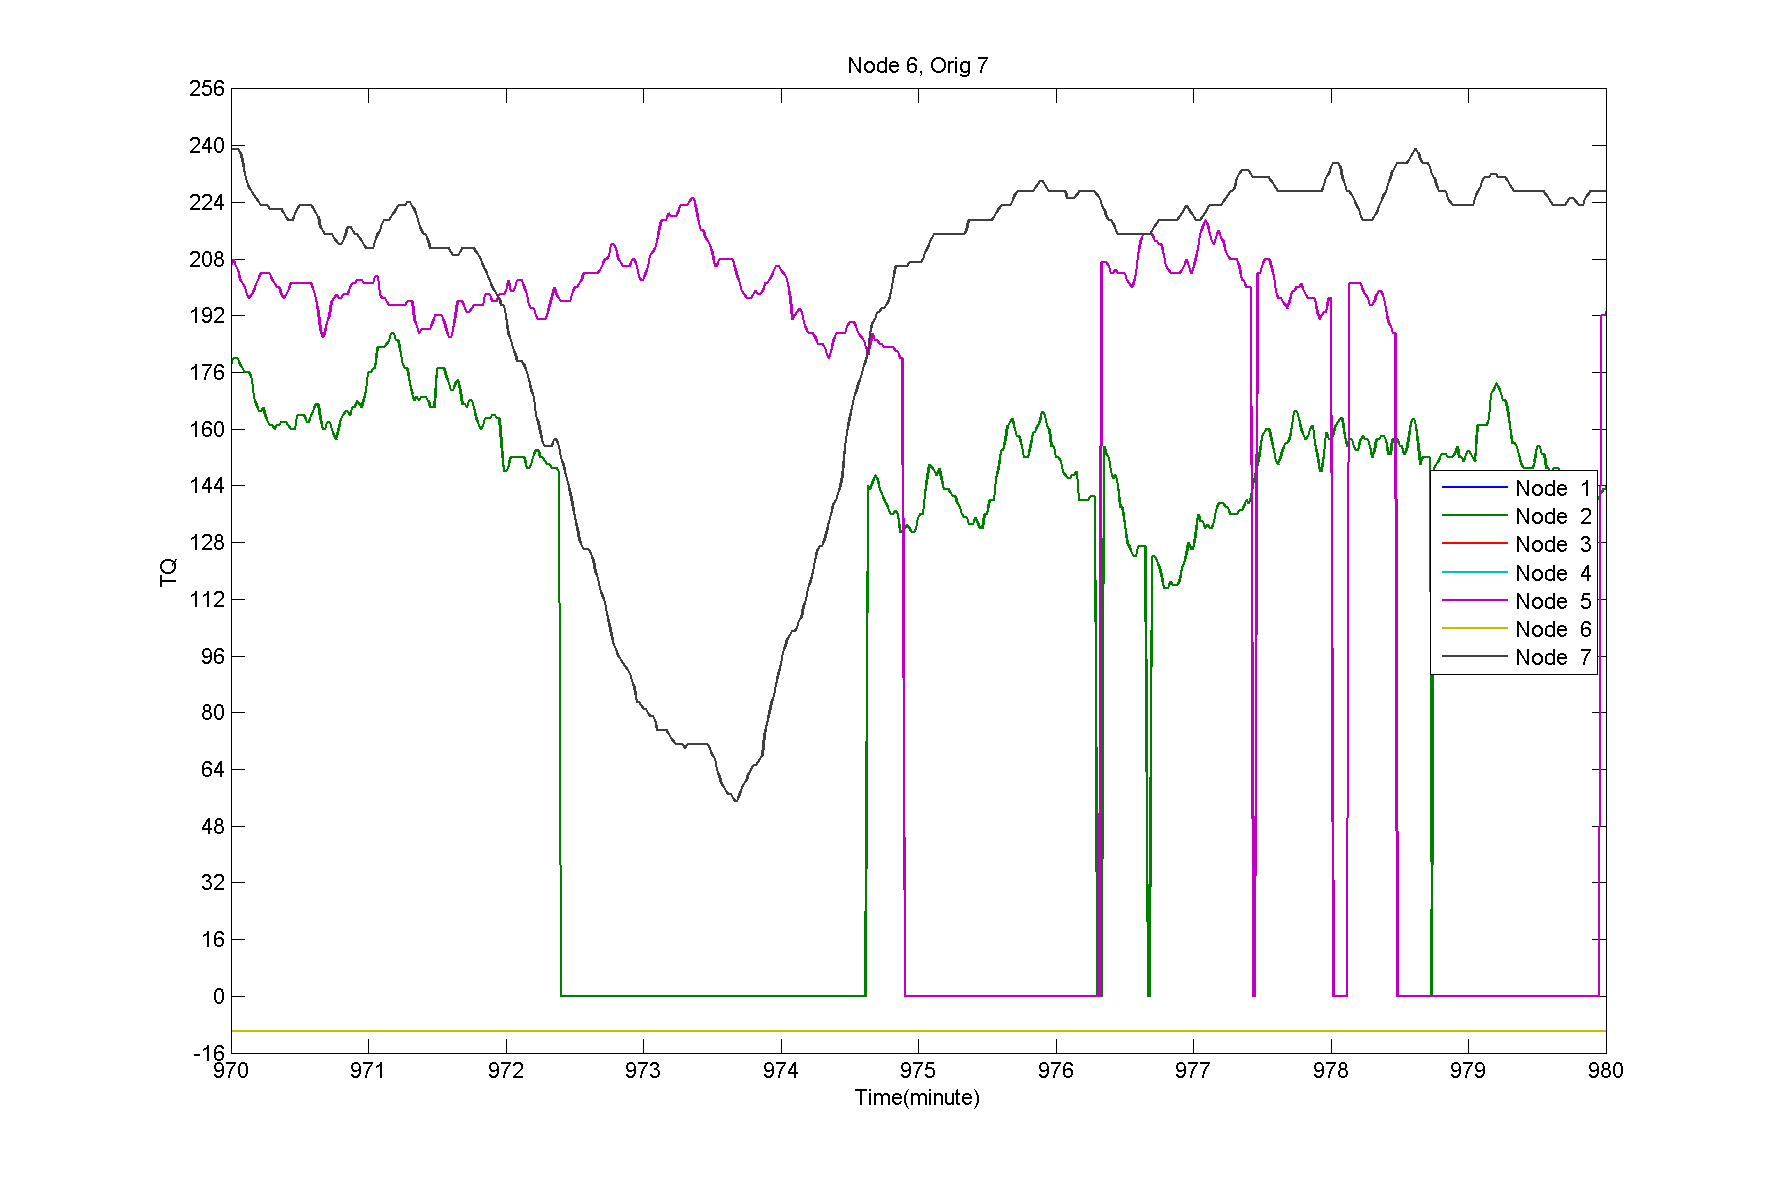 Node 6, Orig 7
256
240
224
208
192
176
160
144
128
112
96
80
64
48
32
16
0
-16
TQ
Node 1
Node 2
Node 3
Node 4
Node 5
Node 6
Node 7
970 971 972 973 974 975 976 977 978 979 980
Time(minute)